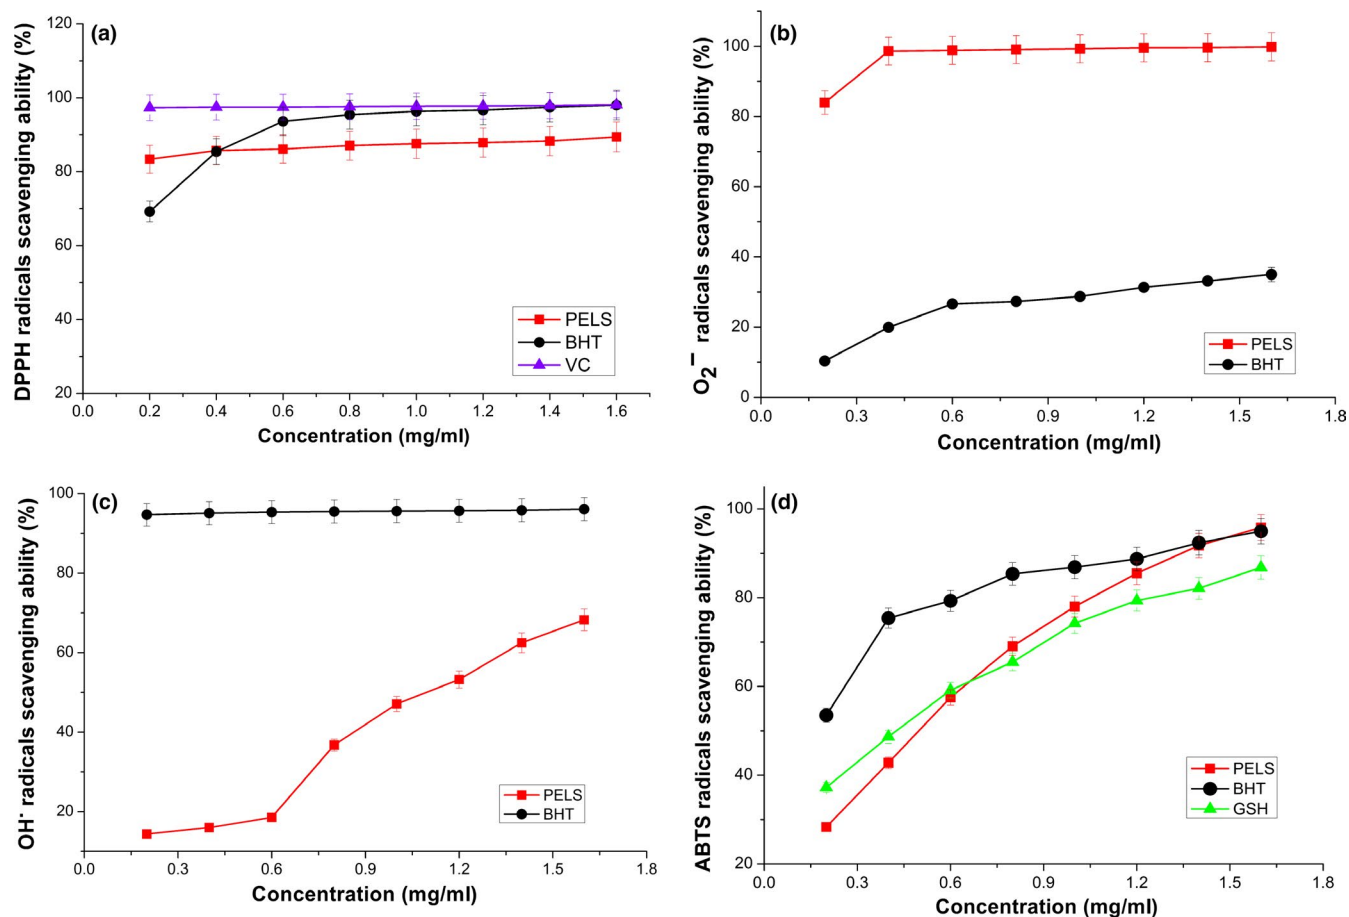 (a)
DPPH radicals scavenging ability (%)
120
100
80
60
40
20
0.0 0.2 0.4 0.6 0.8 1.0 1.2 1.4 1.6
Concentration (mg/ml)
PELS
BHT
VC
(b)
O2− radicals scavenging ability (%)
100
80
60
40
20
0
0.0 0.3 0.6 0.9 1.2 1.5 1.8
Concentration (mg/ml)
PELS
BHT
(c)
OH· radicals scavenging ability (%)
100
80
60
40
20
0.0 0.3 0.6 0.9 1.2 1.5 1.8
Concentration (mg/ml)
PELS
BHT
(d)
ABTS radicals scavenging ability (%)
100
80
60
40
20
0.0 0.3 0.6 0.9 1.2 1.5 1.8
Concentration (mg/ml)
PELS
BHT
GSH